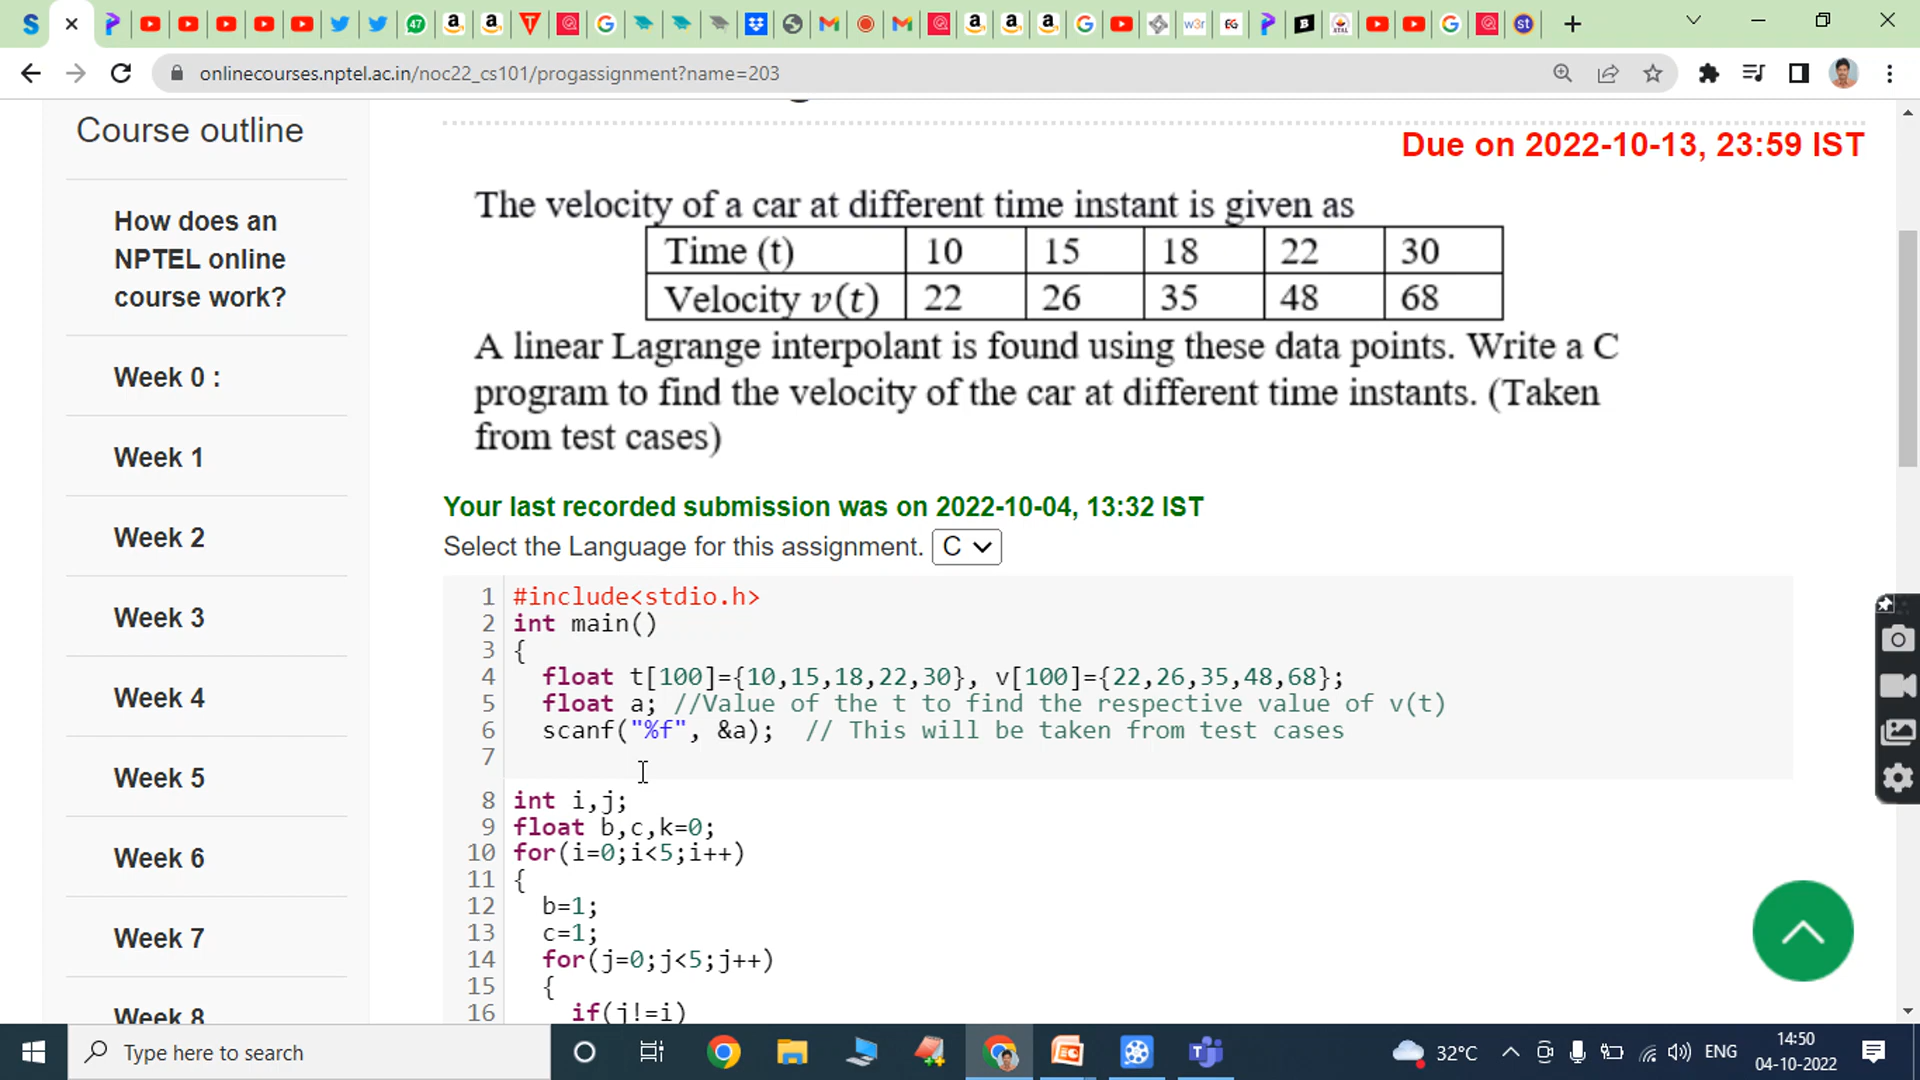 onlinecourses.nptel.ac.in/noc22_cs101/progassignment?name=203
Course outline
How does an
NPTEL online
course work?
Week 0 :
Week 1
Week 2
Week 3
Week 4
Week 5
Week 6
Week 7
Week 8
Due on 2022-10-13, 23:59 IST
The velocity of a car at different time instant is given as
Time (t) 10 15 18 22 30
Velocity v(t) 22 26 35 48 68
A linear Lagrange interpolant is found using these data points. Write a C
program to find the velocity of the car at different time instants. (Taken
from test cases)
Your last recorded submission was on 2022-10-04, 13:32 IST
Select the Language for this assignment. C
1 #include<stdio.h>
2 int main()
3 {
4 float t[100]={10,15,18,22,30}, v[100]={22,26,35,48,68};
5 float a; //Value of the t to find the respective value of v(t)
6 scanf("%f", &a); // This will be taken from test cases
7
8 int i,j;
9 float b,c,k=0;
10 for(i=0;i<5;i++)
11 {
12 b=1;
13 c=1;
14 for(j=0;j<5;j++)
15 {
16 if(j!=i)
Type here to search
32°C
ENG
14:50
04-10-2022